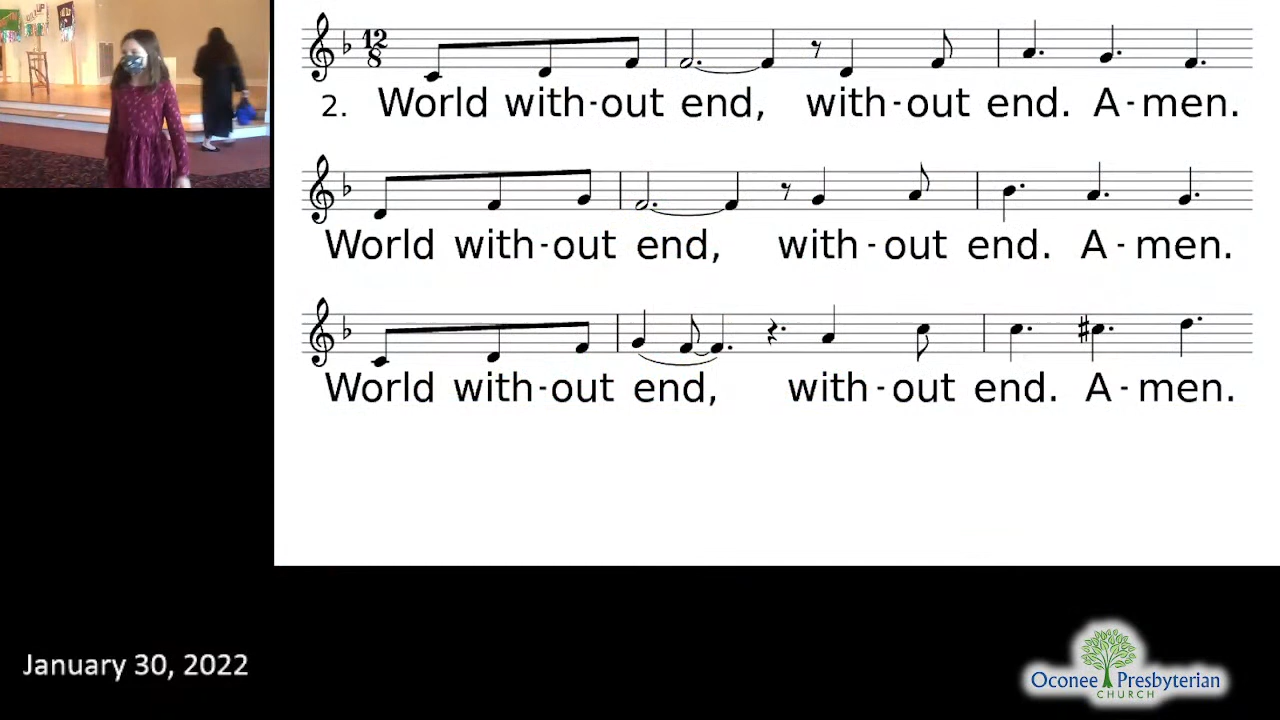 12
8
2. World with-out end, with-out end. A-men.
World with-out end, with-out end. A-men.
World with-out end, with-out end. A-men.
January 30, 2022
Oconee Presbyterian
CHURCH